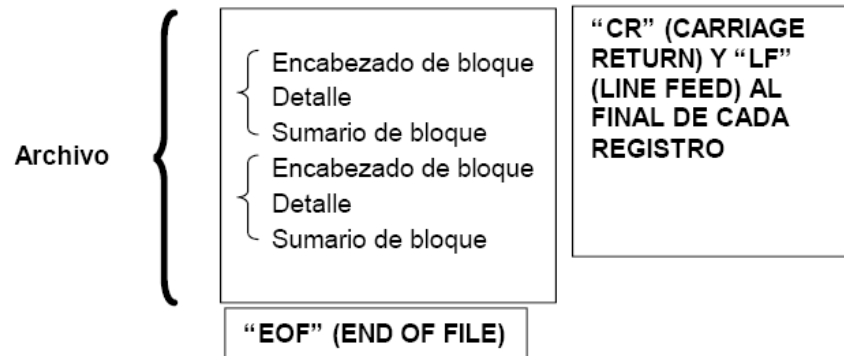 Archivo
Encabezado de bloque
Detalle
Sumario de bloque
Encabezado de bloque
Detalle
Sumario de bloque
“CR” (CARRIAGE
RETURN) Y “LF”
(LINE FEED) AL
FINAL DE CADA
REGISTRO
“EOF” (END OF FILE)